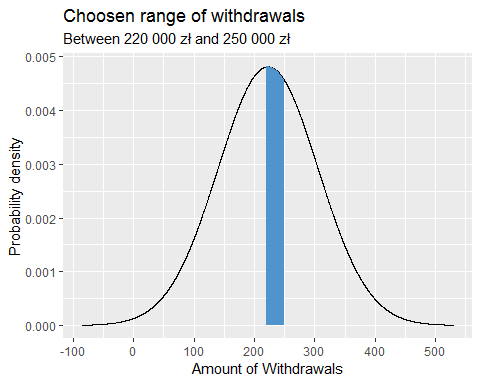 Choosen range of withdrawals
Between 220 000 zł and 250 000 zł
Probability density
0.005
0.004
0.003
0.002
0.001
0.000
-100 0 100 200 300 400 500
Amount of Withdrawals